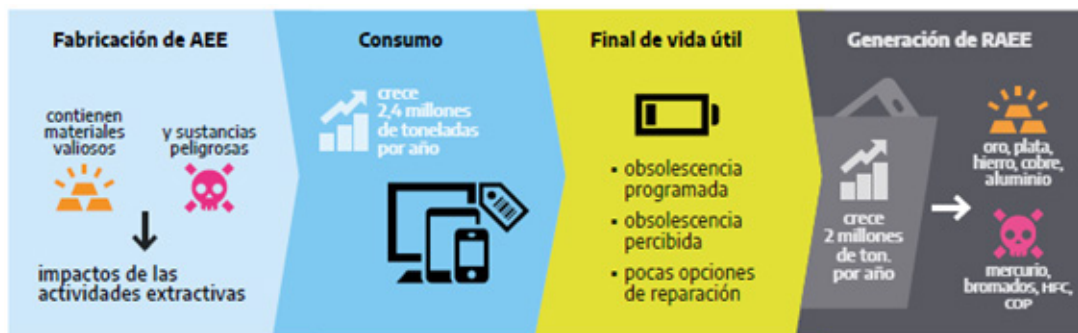 Fabricación de AEE
contienen
materiales
valiosos
y sustancias
peligrosas
impactos de las
actividades extractivas
Consumo
crece
2,4 millones
de toneladas
por año
Final de vida útil
▪ obsolescencia
programada
▪ obsolescencia
percibida
▪ pocas opciones
de reparación
Generación de RAEE
crece
2 millones
de ton.
por año
oro, plata,
hierro, cobre,
aluminio
mercurio,
bromados, HFC,
COP